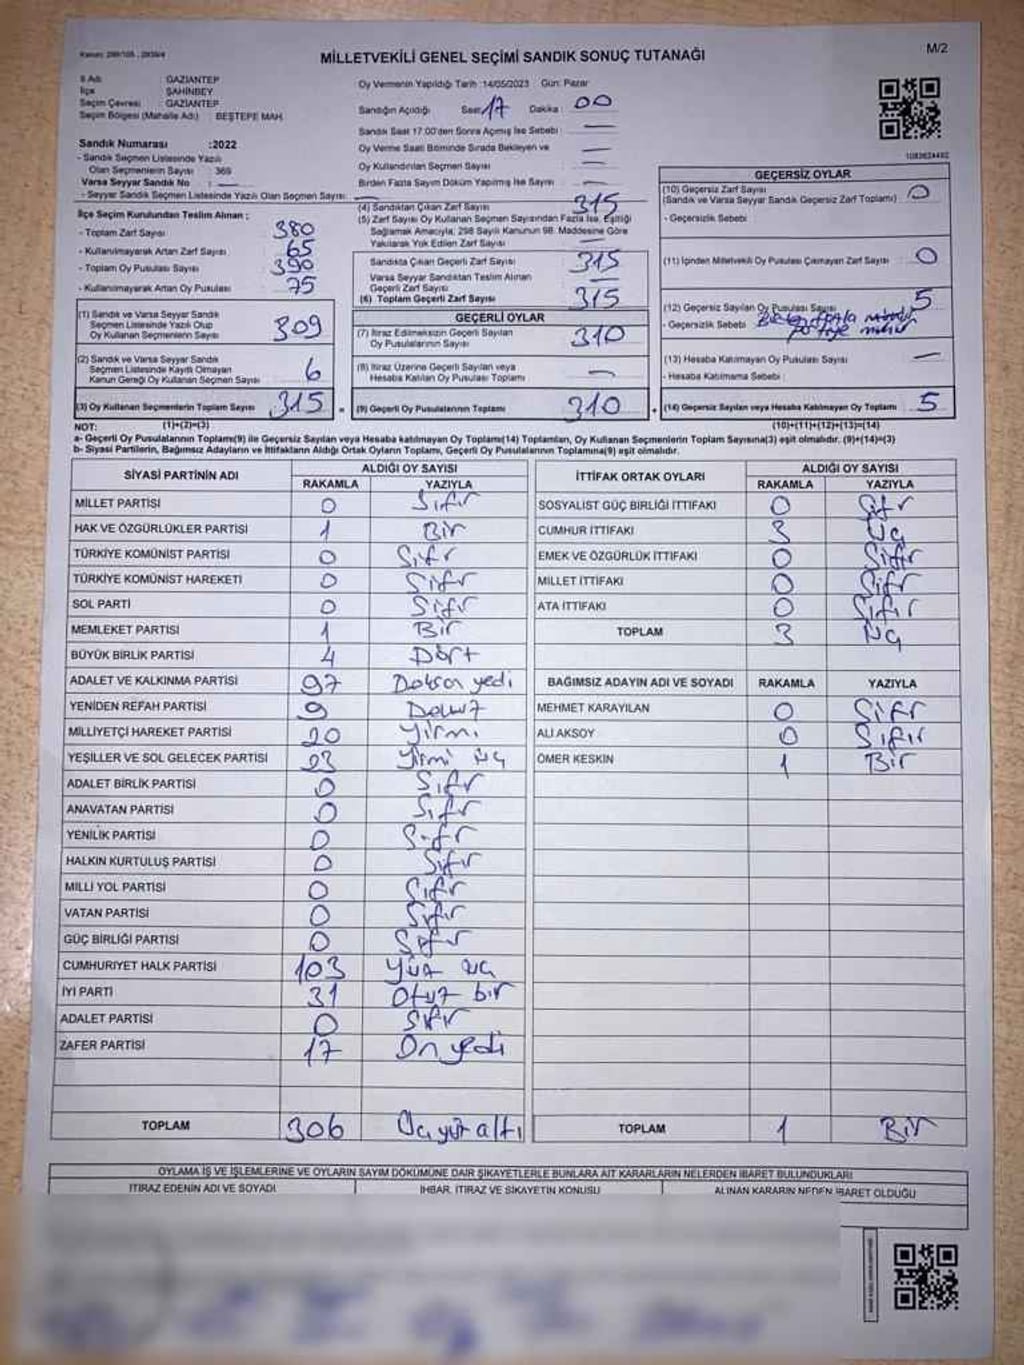 Kanun: 298/105 , 2839/4
MİLLETVEKİLİ GENEL SEÇİMİ SANDIK SONUÇ TUTANAĞI
M/2
İl Adı : GAZİANTEP
İlçe : ŞAHİNBEY
Seçim Çevresi : GAZİANTEP
Seçim Bölgesi (Mahalle Adı) : BEŞTEPE MAH.
Sandık Numarası :2022
- Sandık Seçmen Listesinde Yazılı
Olan Seçmenlerin Sayısı : 369
Varsa Seyyar Sandık No : —
- Seyyar Sandık Seçmen Listesinde Yazılı Olan Seçmen Sayısı: —
Oy Vermenin Yapıldığı Tarih :14/05/2023 Gün: Pazar
Sandığın Açıldığı Saat: 17 Dakika : 00
Sandık Saat 17.00'den Sonra Açımış İse Sebebi : —
Oy Verme Saati Bitiminde Sırada Bekleyen ve
Oy Kullandırılan Seçmen Sayısı : —
Birden Fazla Sayım Döküm Yapılmış İse Sayısı : —
1083624462
İlçe Seçim Kurulundan Teslim Alınan ;
- Toplam Zarf Sayısı : 380
- Kullanılmayarak Artan Zarf Sayısı : 65
- Toplam Oy Pusulası Sayısı : 390
- Kullanılmayarak Artan Oy Pusulası : 75
(1) Sandık ve Varsa Seyyar Sandık
Seçmen Listesinde Yazılı Olup
Oy Kullanan Seçmenlerin Sayısı : 309
(2) Sandık ve Varsa Seyyar Sandık
Seçmen Listesinde Kayıtlı Olmayan
Kanun Gereği Oy Kullanan Seçmen Sayısı : 6
(3) Oy Kullanan Seçmenlerin Toplam Sayısı : 315
(4) Sandıktan Çıkan Zarf Sayısı : 315
(5) Zarf Sayısı Oy Kullanan Seçmen Sayısından Fazla İse, Eşitliği
Sağlamak Amacıyla, 298 Sayılı Kanunun 98. Maddesine Göre
Yakılarak Yok Edilen Zarf Sayısı : —
Sandıkta Çıkan Geçerli Zarf Sayısı : 315
Varsa Seyyar Sandıktan Teslim Alınan
Geçerli Zarf Sayısı : —
(6) Toplam Geçerli Zarf Sayısı : 315
GEÇERLİ OYLAR
(7) İtiraz Edilmeksizin Geçerli Sayılan
Oy Pusulalarının Sayısı : 310
(8) İtiraz Üzerine Geçerli Sayılan veya
Hesaba Katılan Oy Pusulası Toplamı : —
= (9) Geçerli Oy Pusulalarının Toplamı : 310 +
GEÇERSİZ OYLAR
(10) Geçersiz Zarf Sayısı
(Sandık ve Varsa Seyyar Sandık Geçersiz Zarf Toplamı) : 0
- Geçersizlik Sebebi :
(11) İçinden Milletvekili Oy Pusulası Çıkmayan Zarf Sayısı : 0
(12) Geçersiz Sayılan Oy Pusulası Sayısı : 5
- Geçersizlik Sebebi : Birden fazla mühür
partiye mühür
(13) Hesaba Katılmayan Oy Pusulası Sayısı : —
- Hesaba Katılmama Sebebi :
(14) Geçersiz Sayılan veya Hesaba Katılmayan Oy Toplamı : 5
NOT: (1)+(2)=(3) (10)+(11)+(12)+(13)=(14)
a- Geçerli Oy Pusulalarının Toplamı(9) ile Geçersiz Sayılan veya Hesaba katılmayan Oy Toplamı(14) Toplamları, Oy Kullanan Seçmenlerin Toplam Sayısına(3) eşit olmalıdır. (9)+(14)=(3)
b- Siyasi Partilerin, Bağımsız Adayların ve İttifakların Aldığı Ortak Oyların Toplamı, Geçerli Oy Pusulalarının Toplamına(9) eşit olmalıdır.
SİYASİ PARTİNİN ADI ALDIĞI OY SAYISI
RAKAMLA YAZIYLA
MİLLET PARTİSİ 0 Sıfır
HAK VE ÖZGÜRLÜKLER PARTİSİ 1 Bir
TÜRKİYE KOMÜNİST PARTİSİ 0 Sıfır
TÜRKİYE KOMÜNİST HAREKETİ 0 Sıfır
SOL PARTİ 0 Sıfır
MEMLEKET PARTİSİ 1 Bir
BÜYÜK BİRLİK PARTİSİ 4 Dört
ADALET VE KALKINMA PARTİSİ 97 Doksan yedi
YENİDEN REFAH PARTİSİ 9 Dokuz
MİLLİYETÇİ HAREKET PARTİSİ 20 Yirmi
YEŞİLLER VE SOL GELECEK PARTİSİ 23 Yirmi üç
ADALET BİRLİK PARTİSİ 0 Sıfır
ANAVATAN PARTİSİ 0 Sıfır
YENİLİK PARTİSİ 0 Sıfır
HALKIN KURTULUŞ PARTİSİ 0 Sıfır
MİLLİ YOL PARTİSİ 0 Sıfır
VATAN PARTİSİ 0 Sıfır
GÜÇ BİRLİĞİ PARTİSİ 0 Sıfır
CUMHURİYET HALK PARTİSİ 103 Yüz üç
İYİ PARTİ 31 Otuz bir
ADALET PARTİSİ 0 Sıfır
ZAFER PARTİSİ 17 On yedi
TOPLAM 306 Üçyüz altı
İTTİFAK ORTAK OYLARI ALDIĞI OY SAYISI
RAKAMLA YAZIYLA
SOSYALİST GÜÇ BİRLİĞİ İTTİFAKI 0 Sıfır
CUMHUR İTTİFAKI 3 Üç
EMEK VE ÖZGÜRLÜK İTTİFAKI 0 Sıfır
MİLLET İTTİFAKI 0 Sıfır
ATA İTTİFAKI 0 Sıfır
TOPLAM 3 Üç
BAĞIMSIZ ADAYIN ADI VE SOYADI RAKAMLA YAZIYLA
MEHMET KARAYILAN 0 Sıfır
ALİ AKSOY 0 Sıfır
ÖMER KESKİN 1 Bir
TOPLAM 1 Bir
OYLAMA İŞ VE İŞLEMLERİNE VE OYLARIN SAYIM DÖKÜMÜNE DAİR ŞİKAYETLERLE BUNLARA AİT KARARLARIN NELERDEN İBARET BULUNDUKLARI
İTİRAZ EDENİN ADI VE SOYADI İHBAR, İTİRAZ VE ŞİKAYETİN KONUSU ALINAN KARARIN NEDEN İBARET OLDUĞU